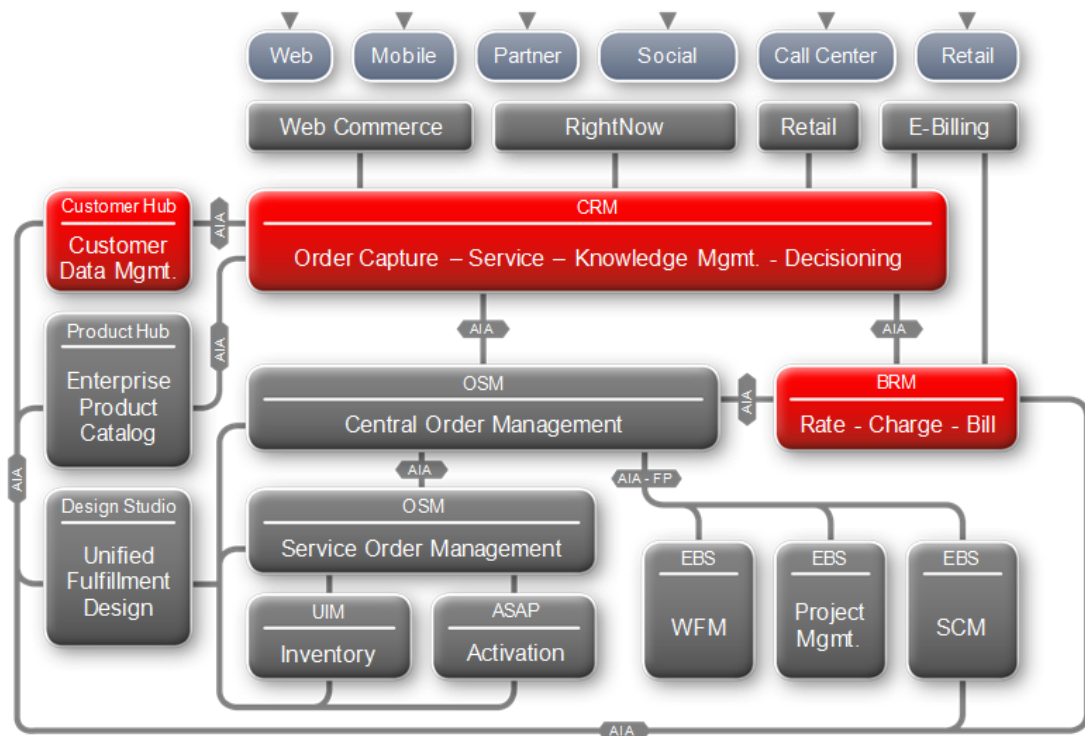 Web
Mobile
Partner
Social
Call Center
Retail
Web Commerce
RightNow
Retail
E-Billing
Customer Hub
Customer
Data Mgmt.
AIA
CRM
Order Capture – Service – Knowledge Mgmt. - Decisioning
Product Hub
Enterprise
Product
Catalog
AIA
AIA
AIA
OSM
Central Order Management
AIA
BRM
Rate - Charge - Bill
AIA
AIA
AIA - FP
Design Studio
Unified
Fulfillment
Design
OSM
Service Order Management
UIM
Inventory
ASAP
Activation
EBS
WFM
EBS
Project
Mgmt.
EBS
SCM
AIA